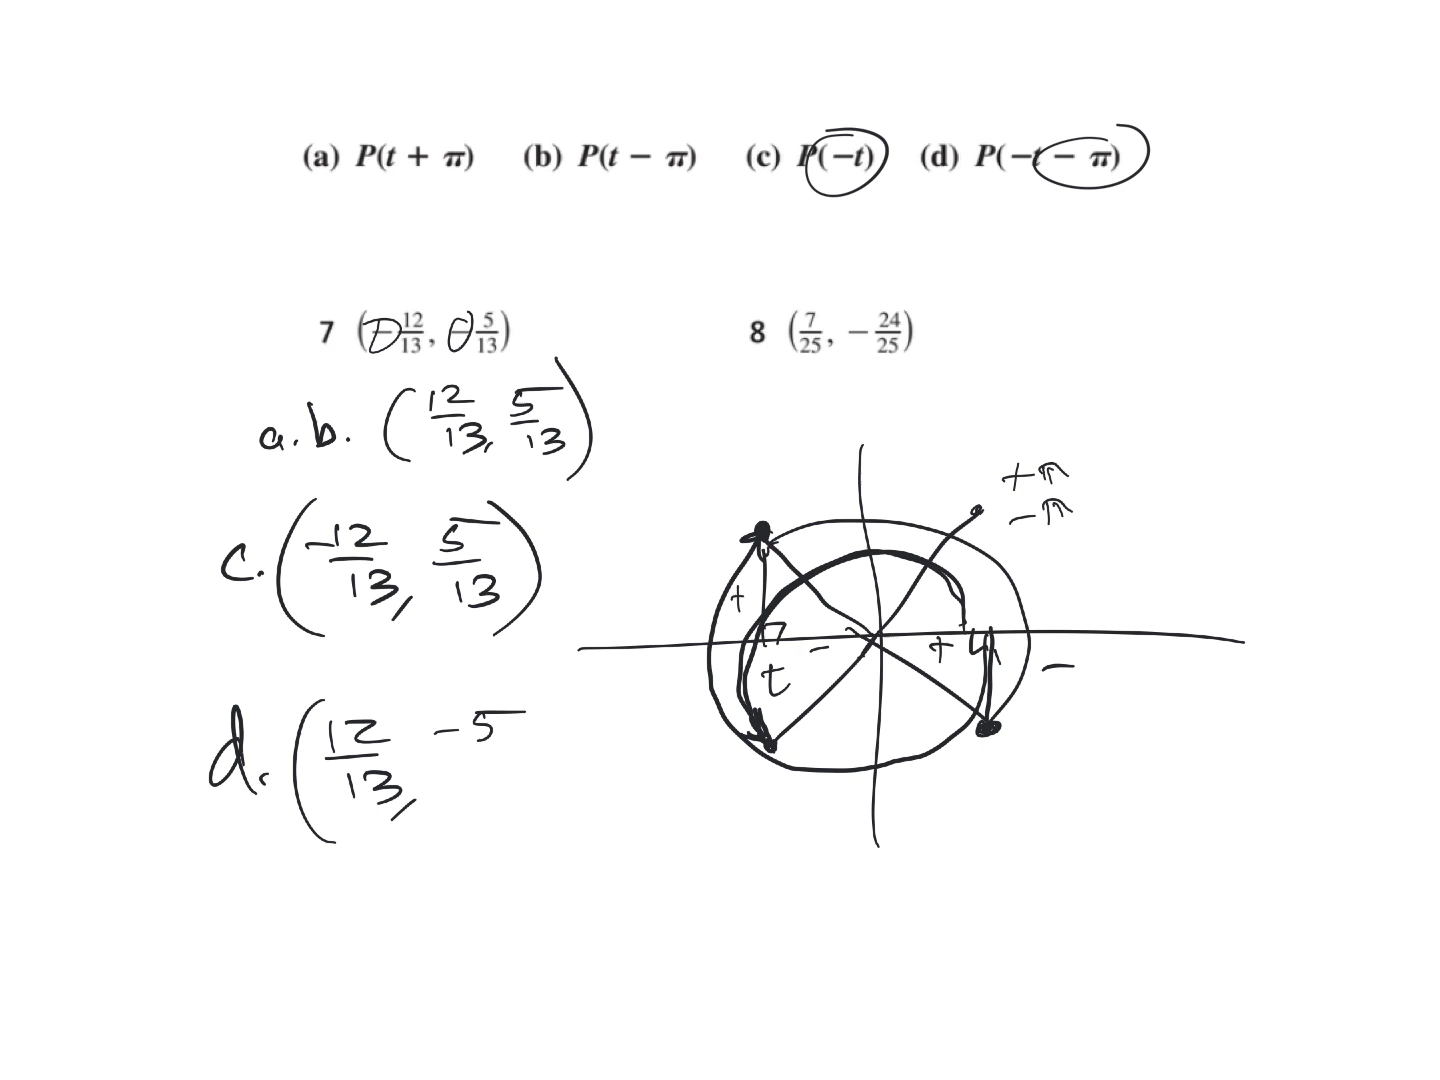 (a) P(t + π) (b) P(t − π) (c) P(−t) (d) P(−t − π)
7 (−12/13, −5/13) 8 (7/25, −24/25)
a.b. (12/13, 5/13)
c. (−12/13, 5/13)
d. (12/13, −5
+π
−π
+
− + −
t